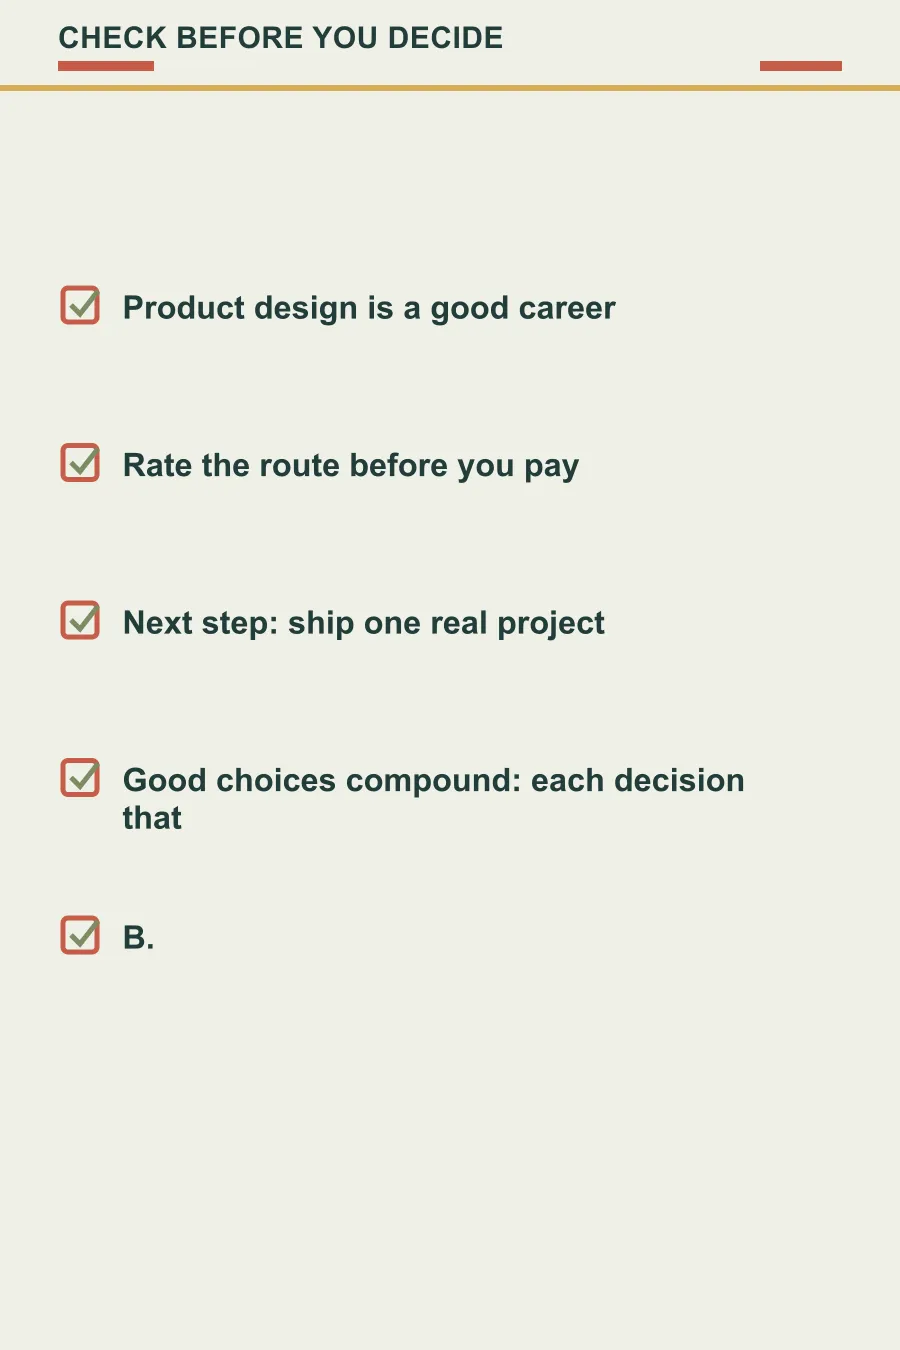 CHECK BEFORE YOU DECIDE
Product design is a good career
Rate the route before you pay
Next step: ship one real project
Good choices compound: each decision
that
B.